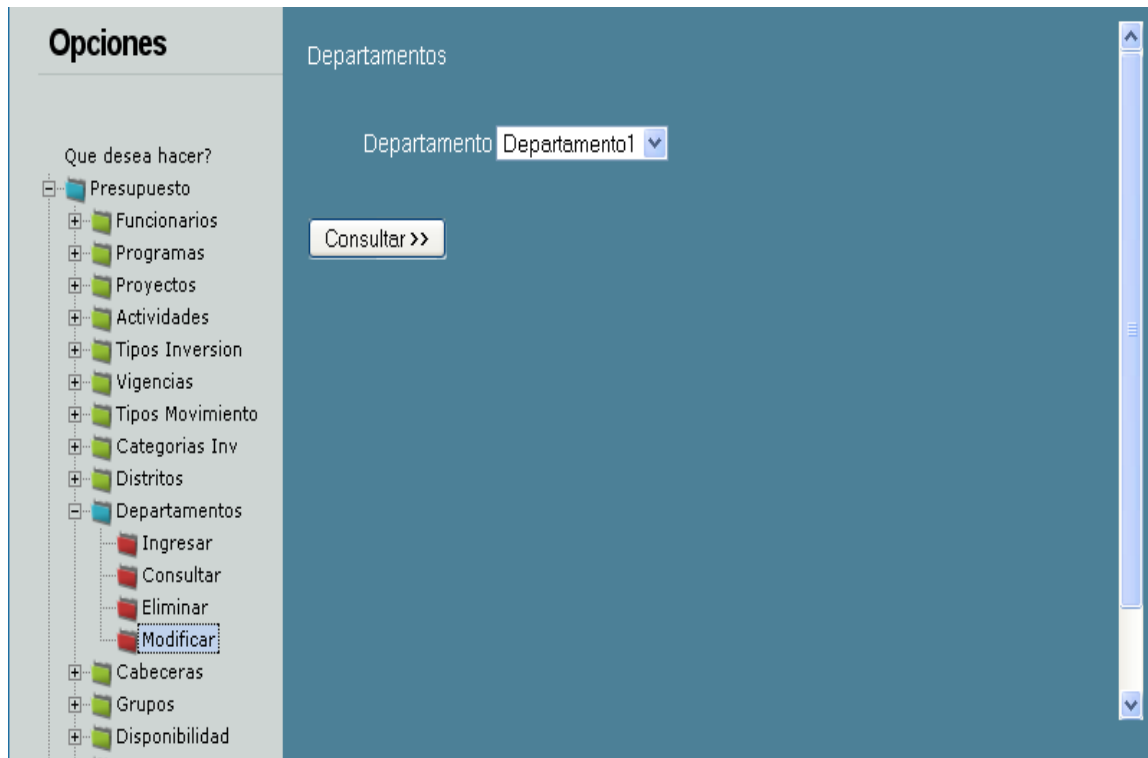 Opciones
Que desea hacer?
Presupuesto
Funcionarios
Programas
Proyectos
Actividades
Tipos Inversion
Vigencias
Tipos Movimiento
Categorias Inv
Distritos
Departamentos
Ingresar
Consultar
Eliminar
Modificar
Cabeceras
Grupos
Disponibilidad
Departamentos
Departamento Departamento1
Consultar >>